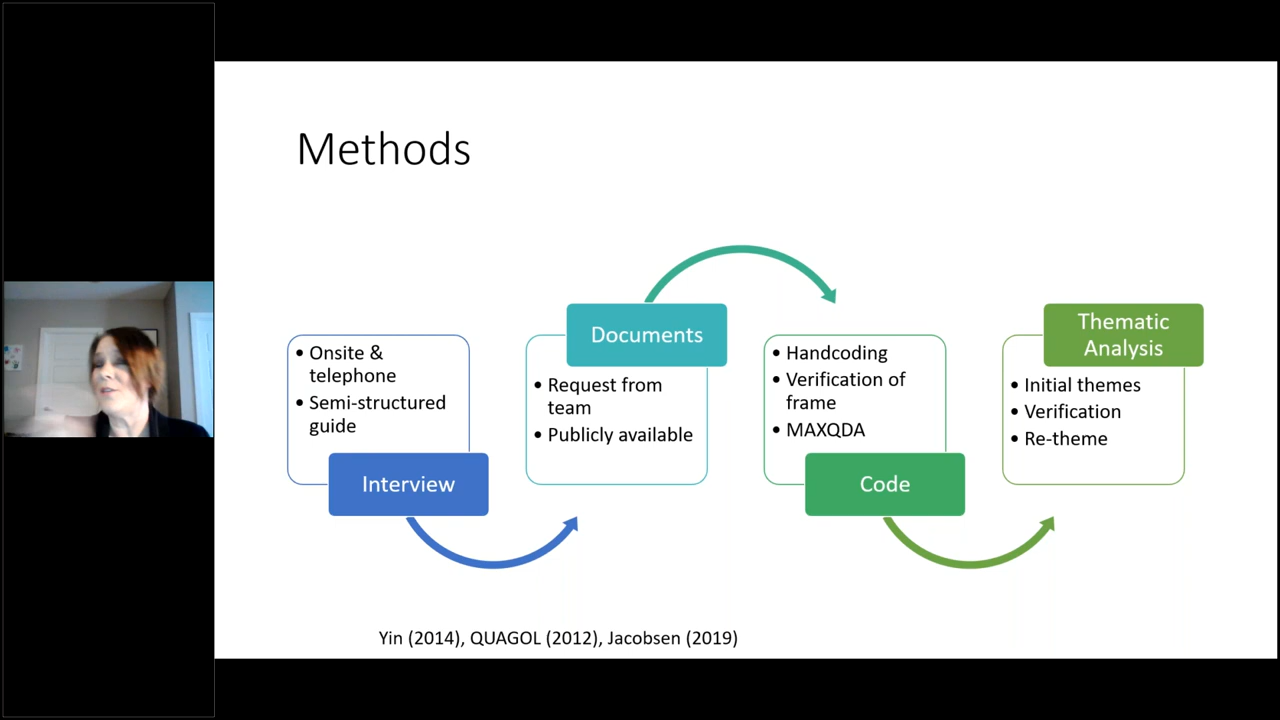 Methods
• Onsite &
telephone
• Semi-structured
guide
Interview
Documents
• Request from
team
• Publicly available
• Handcoding
• Verification of
frame
• MAXQDA
Code
Thematic
Analysis
• Initial themes
• Verification
• Re-theme
Yin (2014), QUAGOL (2012), Jacobsen (2019)